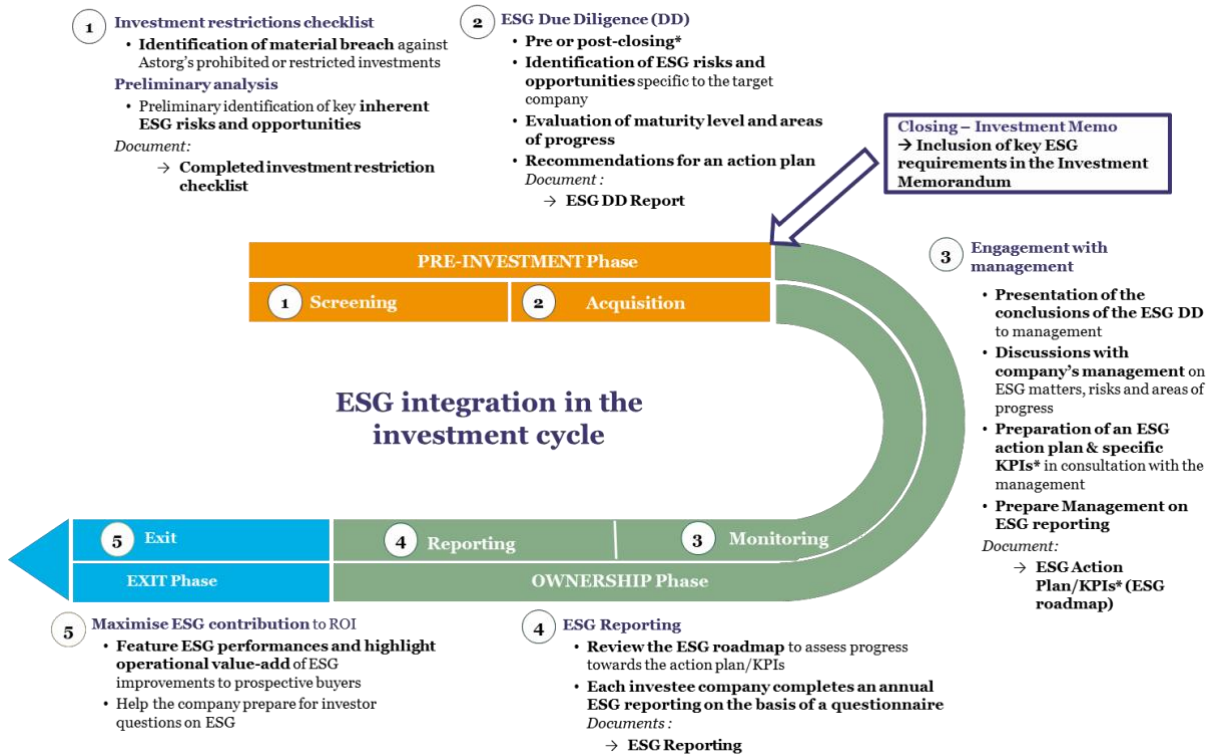 1
Investment restrictions checklist
• Identification of material breach against
Astorg's prohibited or restricted investments
Preliminary analysis
• Preliminary identification of key inherent
ESG risks and opportunities
Document:
→ Completed investment restriction
checklist
2
ESG Due Diligence (DD)
• Pre or post-closing*
• Identification of ESG risks and
opportunities specific to the target
company
• Evaluation of maturity level and areas
of progress
• Recommendations for an action plan
Document :
→ ESG DD Report
Closing – Investment Memo
→ Inclusion of key ESG
requirements in the Investment
Memorandum
PRE-INVESTMENT Phase
1 Screening
2 Acquisition
3
Engagement with
management
• Presentation of the
conclusions of the ESG DD
to management
• Discussions with
company's management on
ESG matters, risks and areas of
progress
• Preparation of an ESG
action plan & specific
KPIs* in consultation with the
management
• Prepare Management on
ESG reporting
Document:
→ ESG Action
Plan/KPIs* (ESG
roadmap)
ESG integration in the
investment cycle
5 Exit
4 Reporting
3 Monitoring
EXIT Phase
OWNERSHIP Phase
5
Maximise ESG contribution to ROI
• Feature ESG performances and highlight
operational value-add of ESG
improvements to prospective buyers
• Help the company prepare for investor
questions on ESG
4
ESG Reporting
• Review the ESG roadmap to assess progress
towards the action plan/KPIs
• Each investee company completes an annual
ESG reporting on the basis of a questionnaire
Documents :
→ ESG Reporting